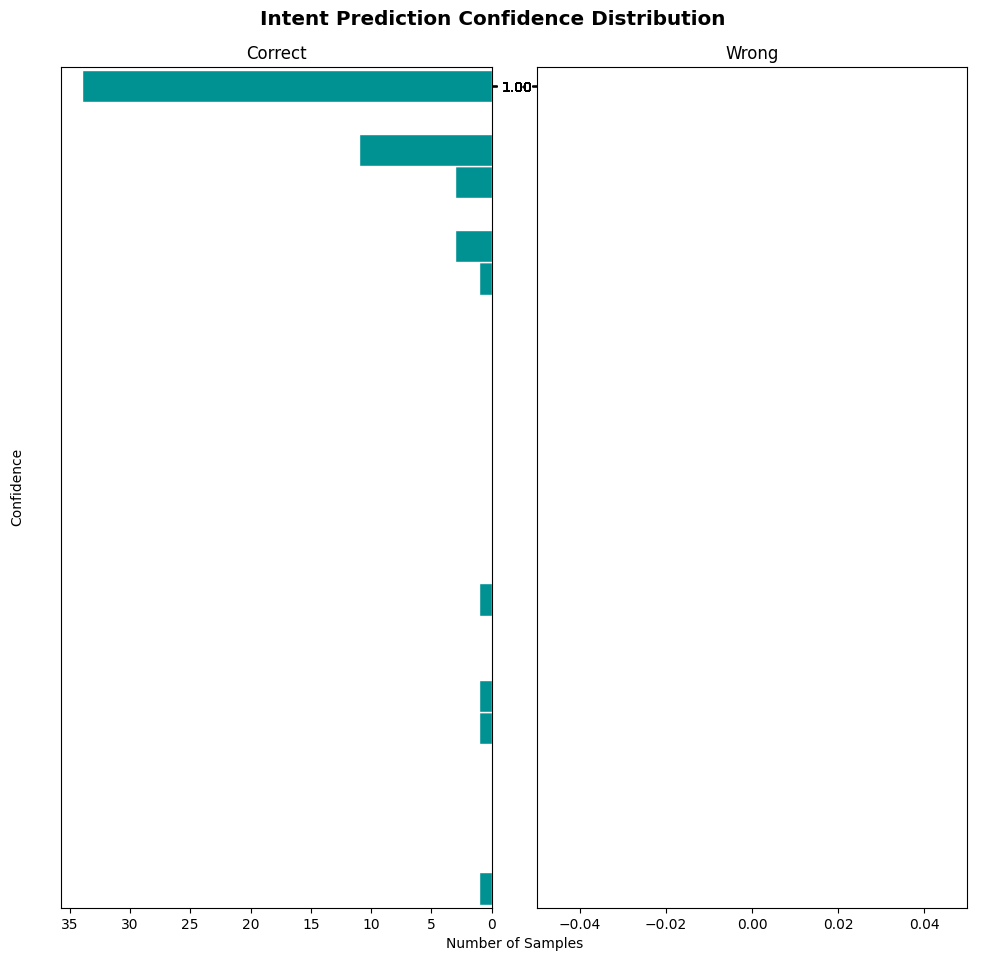 Intent Prediction Confidence Distribution
Correct
Wrong
1.00
Confidence
35 30 25 20 15 10 5 0
−0.04 −0.02 0.00 0.02 0.04
Number of Samples